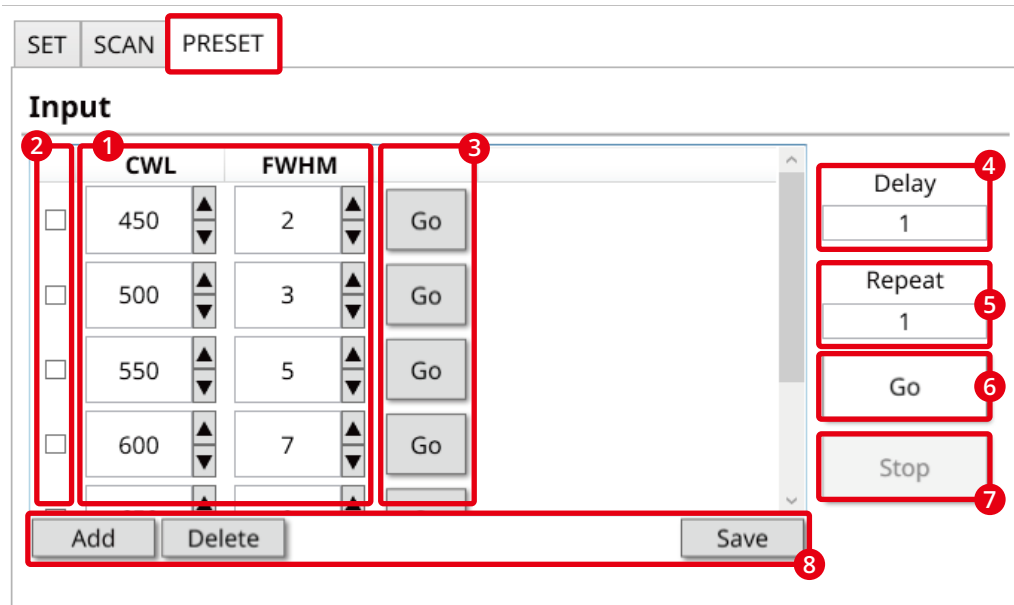 SET SCAN PRESET
Input
2 1 3
CWL FWHM
4
Delay
450 2 Go
1
Repeat
500 3 Go
5
1
550 5 Go
Go 6
600 7 Go
Stop
7
Add Delete Save
8